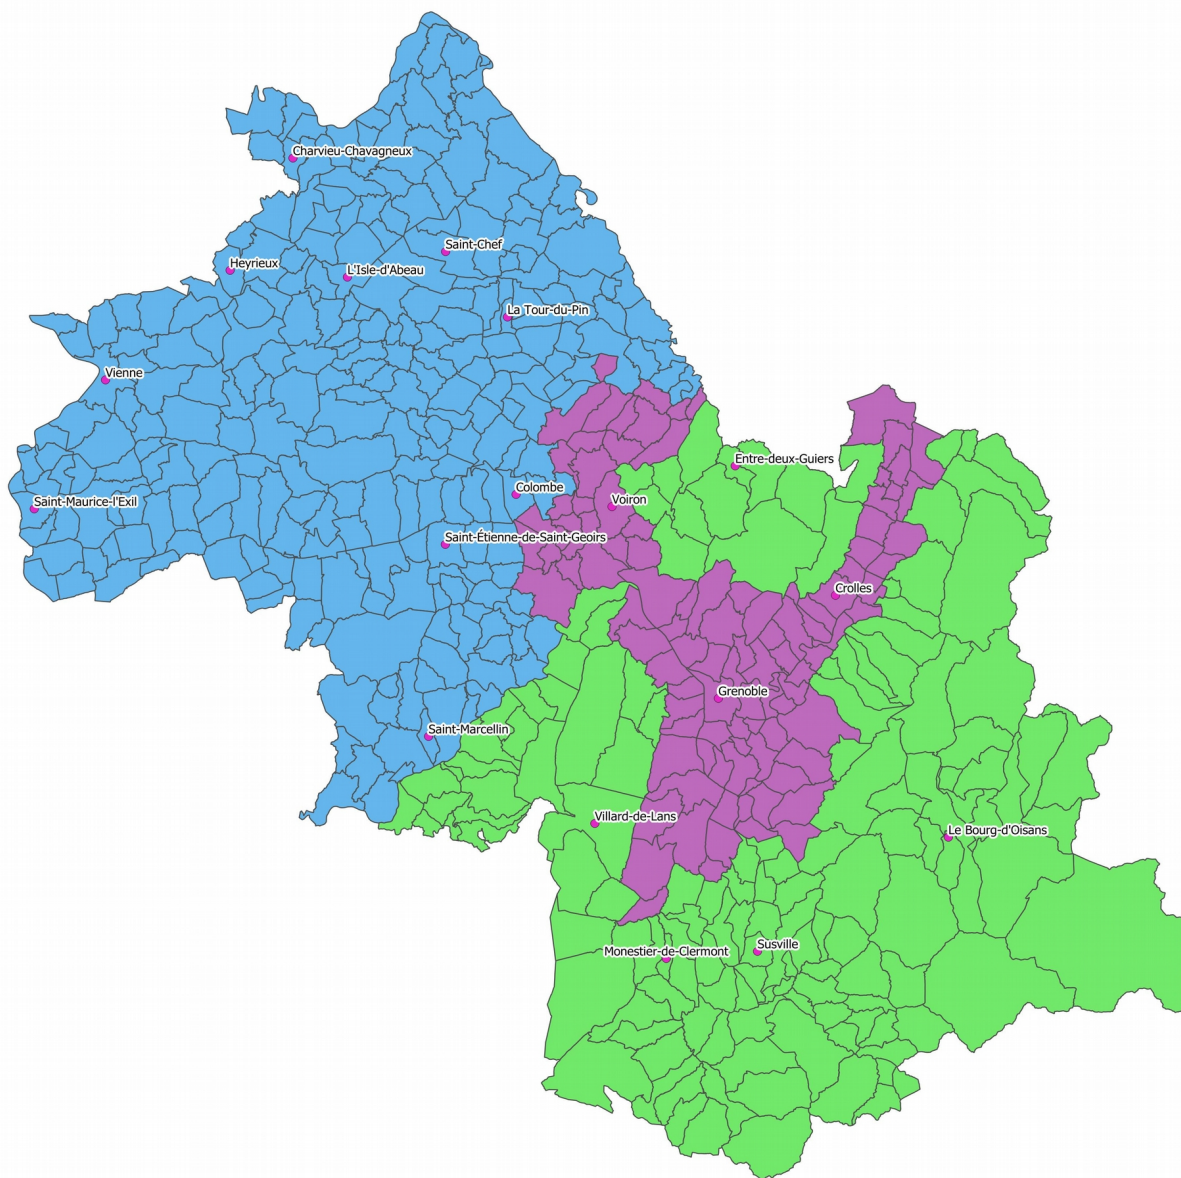 Charvieu-Chavagneux
Saint-Chef
Heyrieux
L'Isle-d'Abeau
La Tour-du-Pin
Vienne
Entre-deux-Guiers
Colombe
Voiron
Saint-Maurice-l'Exil
Saint-Étienne-de-Saint-Geoirs
Crolles
Grenoble
Saint-Marcellin
Villard-de-Lans
Le Bourg-d'Oisans
Susville
Monestier-de-Clermont